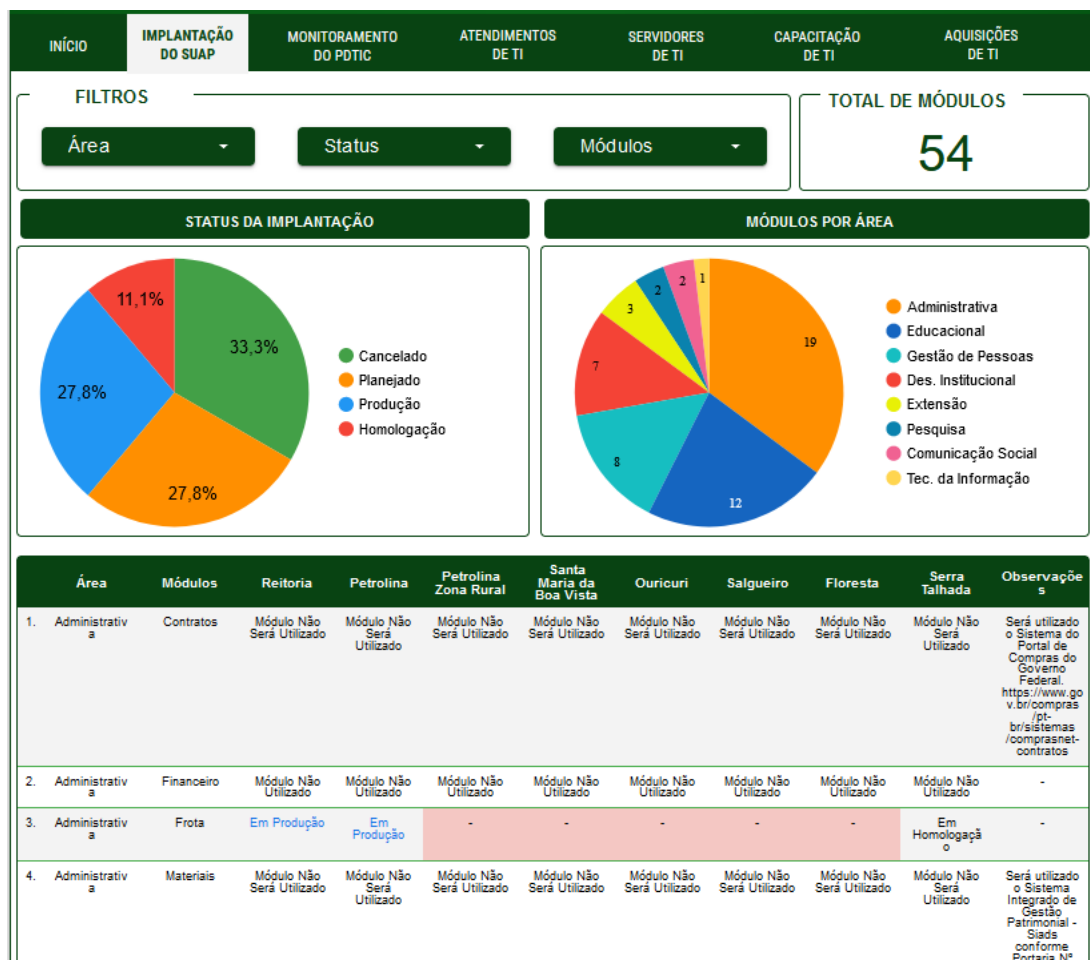 INÍCIO
IMPLANTAÇÃO
DO SUAP
MONITORAMENTO
DO PDTIC
ATENDIMENTOS
DE TI
SERVIDORES
DE TI
CAPACITAÇÃO
DE TI
AQUISIÇÕES
DE TI
FILTROS
Área
Status
Módulos
TOTAL DE MÓDULOS
54
STATUS DA IMPLANTAÇÃO
11,1%
33,3%
27,8%
27,8%
Cancelado
Planejado
Produção
Homologação
MÓDULOS POR ÁREA
1
2
2
3
7
8
12
19
Administrativa
Educacional
Gestão de Pessoas
Des. Institucional
Extensão
Pesquisa
Comunicação Social
Tec. da Informação
Área
Módulos
Reitoria
Petrolina
Petrolina
Zona Rural
Santa
Maria da
Boa Vista
Ouricuri
Salgueiro
Floresta
Serra
Talhada
Observaçõe
s
1.
Administrativ
a
Contratos
Módulo Não
Será Utilizado
Módulo Não
Será
Utilizado
Módulo Não
Será Utilizado
Módulo Não
Será Utilizado
Módulo Não
Será Utilizado
Módulo Não
Será Utilizado
Módulo Não
Será Utilizado
Módulo Não
Será
Utilizado
Será utilizado
o Sistema do
Portal de
Compras do
Governo
Federal.
https://www.go
v.br/compras
/pt-
br/sistemas
/comprasnet-
contratos
2.
Administrativ
a
Financeiro
Módulo Não
Utilizado
Módulo Não
Utilizado
Módulo Não
Utilizado
Módulo Não
Utilizado
Módulo Não
Utilizado
Módulo Não
Utilizado
Módulo Não
Utilizado
Módulo Não
Utilizado
-
3.
Administrativ
a
Frota
Em Produção
Em
Produção
-
-
-
-
-
Em
Homologaçã
o
-
4.
Administrativ
a
Materiais
Módulo Não
Será Utilizado
Módulo Não
Será
Utilizado
Módulo Não
Será Utilizado
Módulo Não
Será Utilizado
Módulo Não
Será Utilizado
Módulo Não
Será Utilizado
Módulo Não
Será Utilizado
Módulo Não
Será
Utilizado
Será utilizado
o Sistema
Integrado de
Gestão
Patrimonial -
Siads
conforme
Portaria Nº